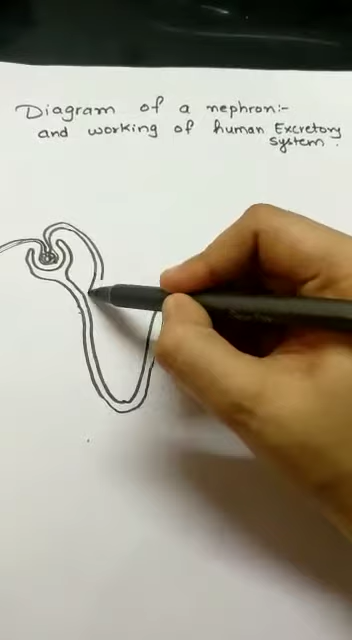 Diagram of a nephron:-
and working of human Excretory
System.